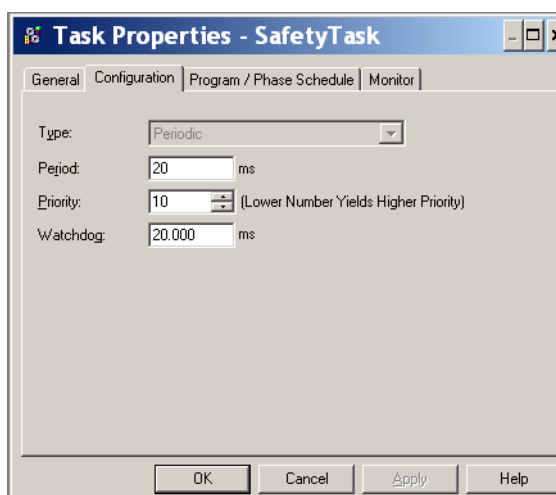 Task Properties - SafetyTask
General Configuration Program / Phase Schedule Monitor
Type: Periodic
Period: 20 ms
Priority: 10 (Lower Number Yields Higher Priority)
Watchdog: 20.000 ms
OK Cancel Apply Help